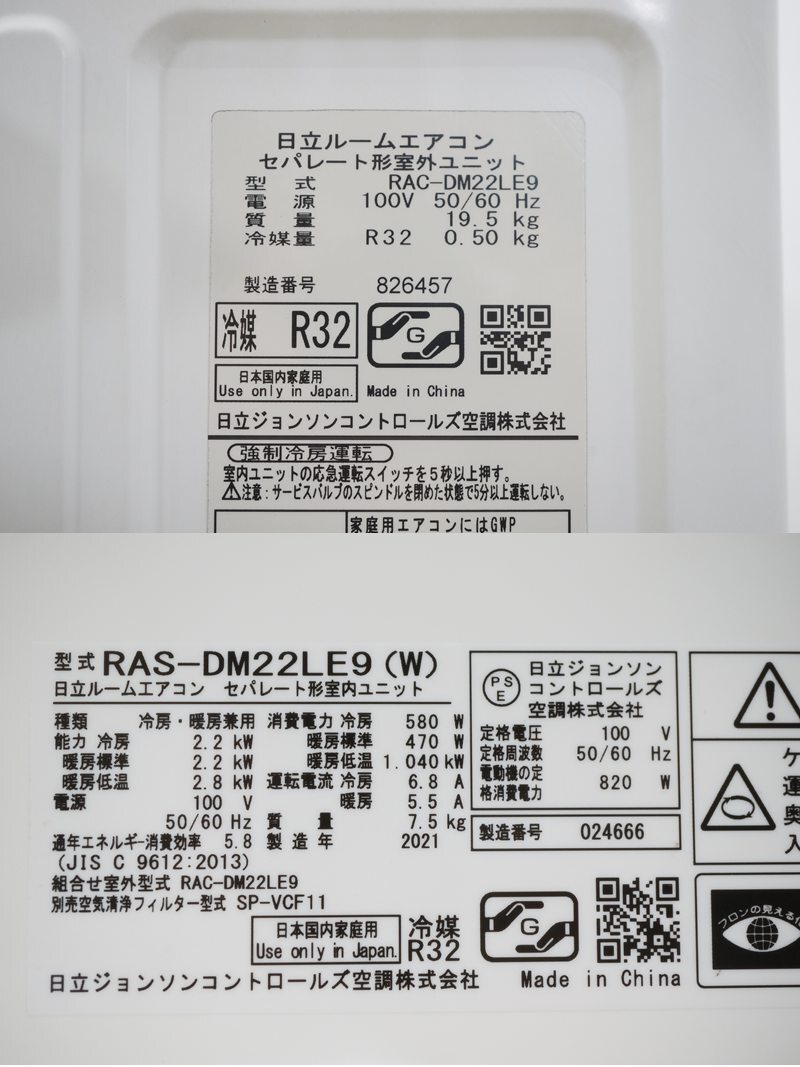 日立ルームエアコン
セパレート形室外ユニット
型式 RAC-DM22LE9
電源 100V 50/60 Hz
質量 19.5 kg
冷媒量 R32 0.50 kg
製造番号 826457
冷媒 R32
G
日本国内家庭用
Use only in Japan.
Made in China
日立ジョンソンコントロールズ空調株式会社
強制冷房運転
室内ユニットの応急運転スイッチを5秒以上押す。
注意:サービスバルブのスピンドルを閉めた状態で5分以上運転しない。
家庭用エアコンにはGWP
型式 RAS-DM22LE9(W)
日立ルームエアコン セパレート形室内ユニット
種類 冷房・暖房兼用 消費電力 冷房 580 W
能力 冷房 2.2 kW 暖房標準 470 W
暖房標準 2.2 kW 暖房低温 1.040 kW
暖房低温 2.8 kW 運転電流 冷房 6.8 A
電源 100 V 暖房 5.5 A
50/60 Hz 質量 7.5 kg
通年エネルギー消費効率 5.8 製造年 2021
(JIS C 9612:2013)
組合せ室外型式 RAC-DM22LE9
別売空気清浄フィルター型式 SP-VCF11
日本国内家庭用
Use only in Japan.
冷媒
R32
G
日立ジョンソンコントロールズ空調株式会社 Made in China
PS
E
日立ジョンソン
コントロールズ
空調株式会社
定格電圧 100 V
定格周波数 50/60 Hz
電動機の定
格消費電力 820 W
製造番号 024666
ケ
運
奥
入
フロンの見える化